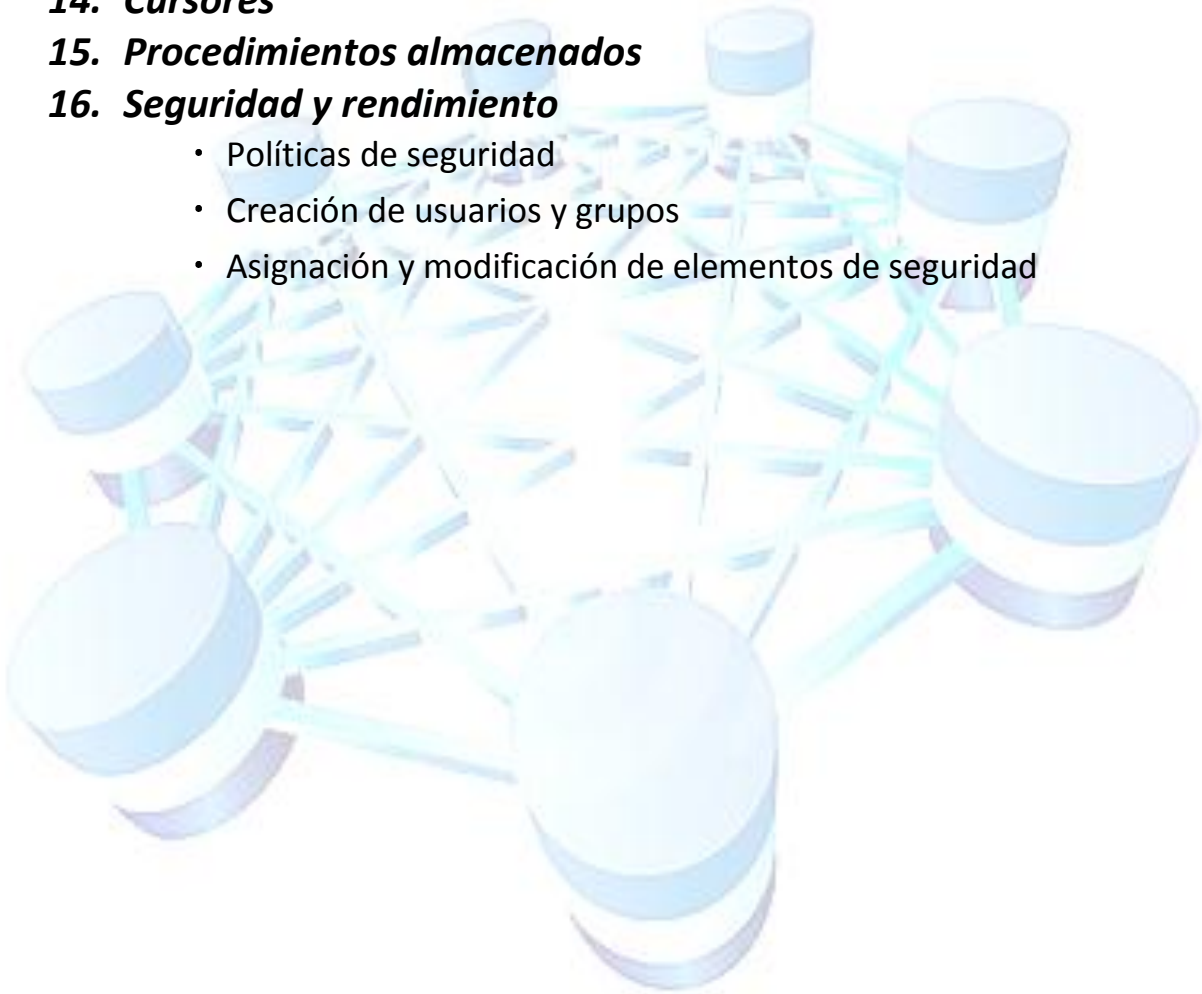 14. Cursores
15. Procedimientos almacenados
16. Seguridad y rendimiento
• Políticas de seguridad
• Creación de usuarios y grupos
• Asignación y modificación de elementos de seguridad